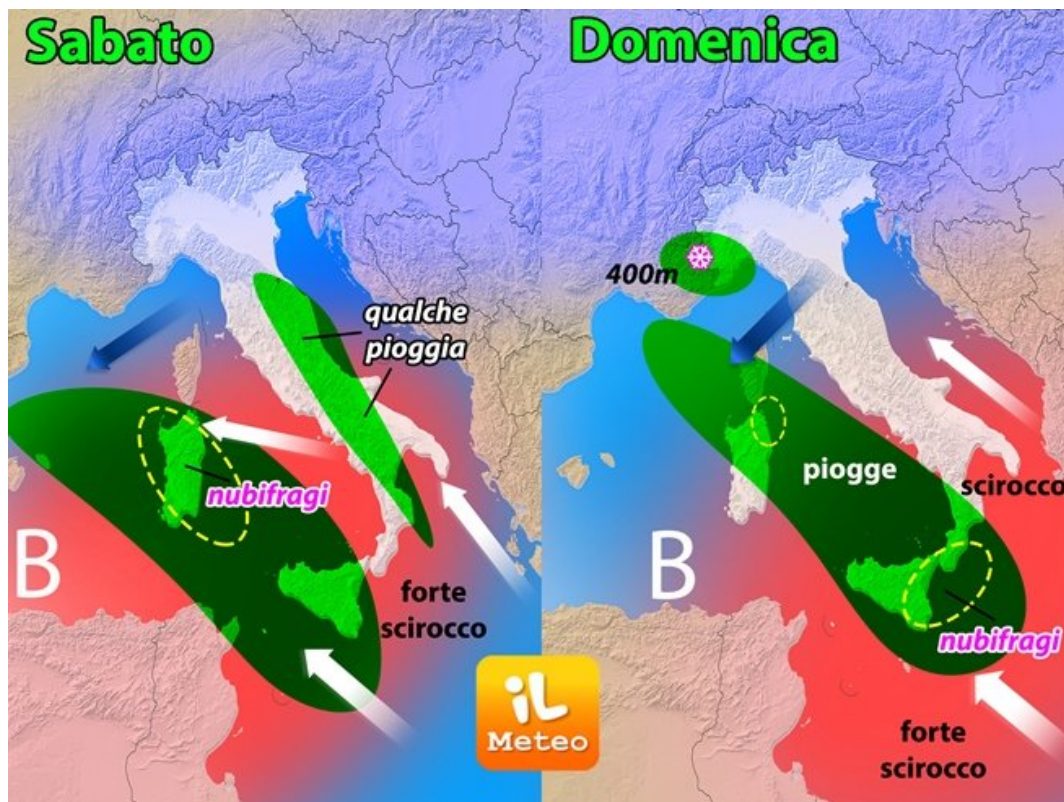 Sabato
qualche
pioggia
nubifragi
B
forte
scirocco
Domenica
400m
piogge
scirocco
B
nubifragi
forte
scirocco
iL
Meteo